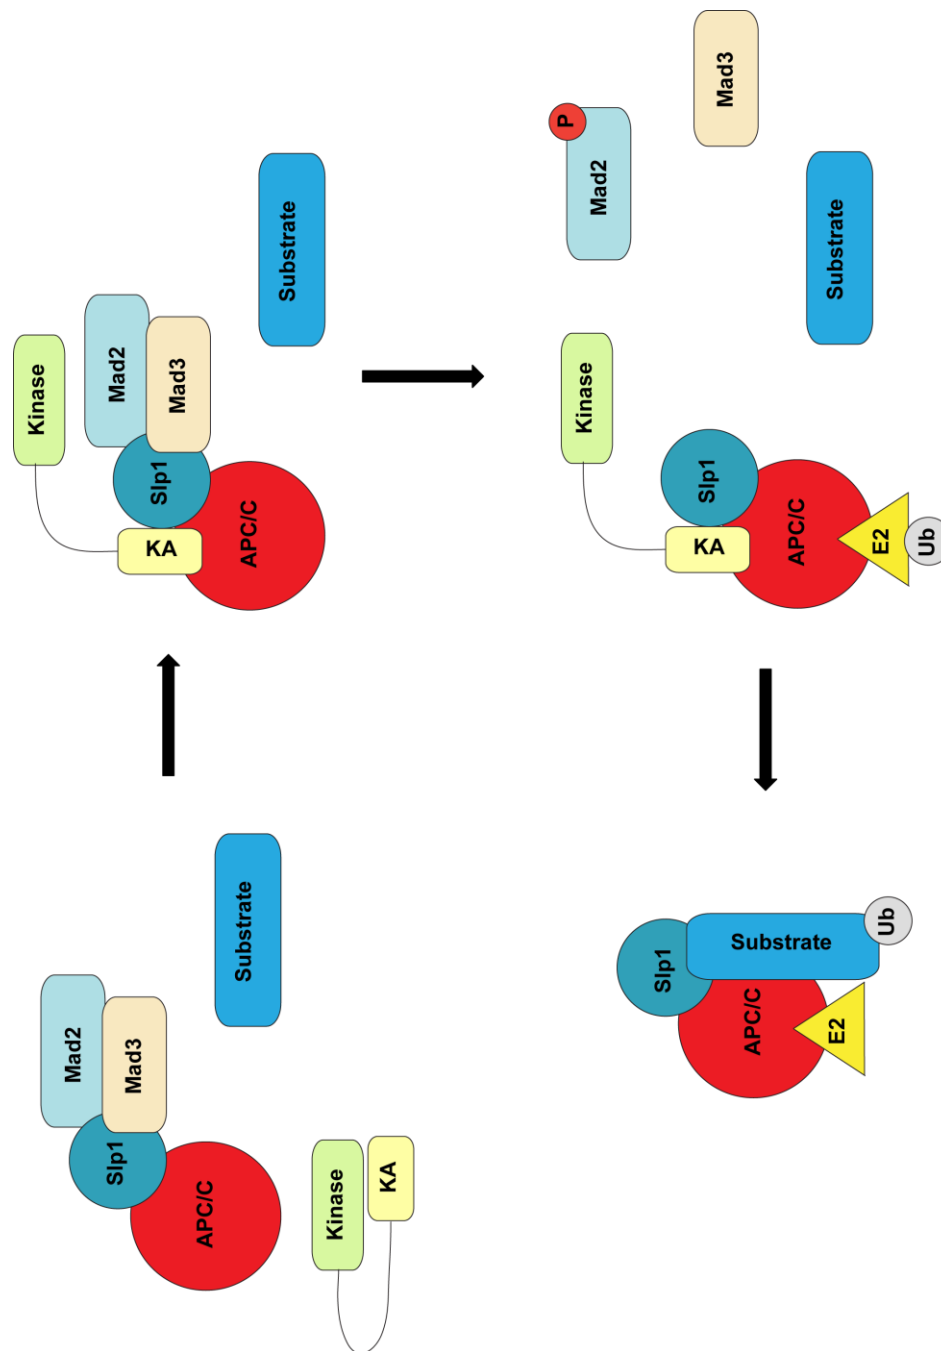 Kinase
Mad2
Mad3
Slp1
KA
APC/C
Substrate
P
Mad2
Mad3
Kinase
Slp1
KA
APC/C
E2
Ub
Substrate
Mad2
Mad3
Slp1
APC/C
Substrate
Kinase
KA
Slp1
Substrate
APC/C
E2
Ub